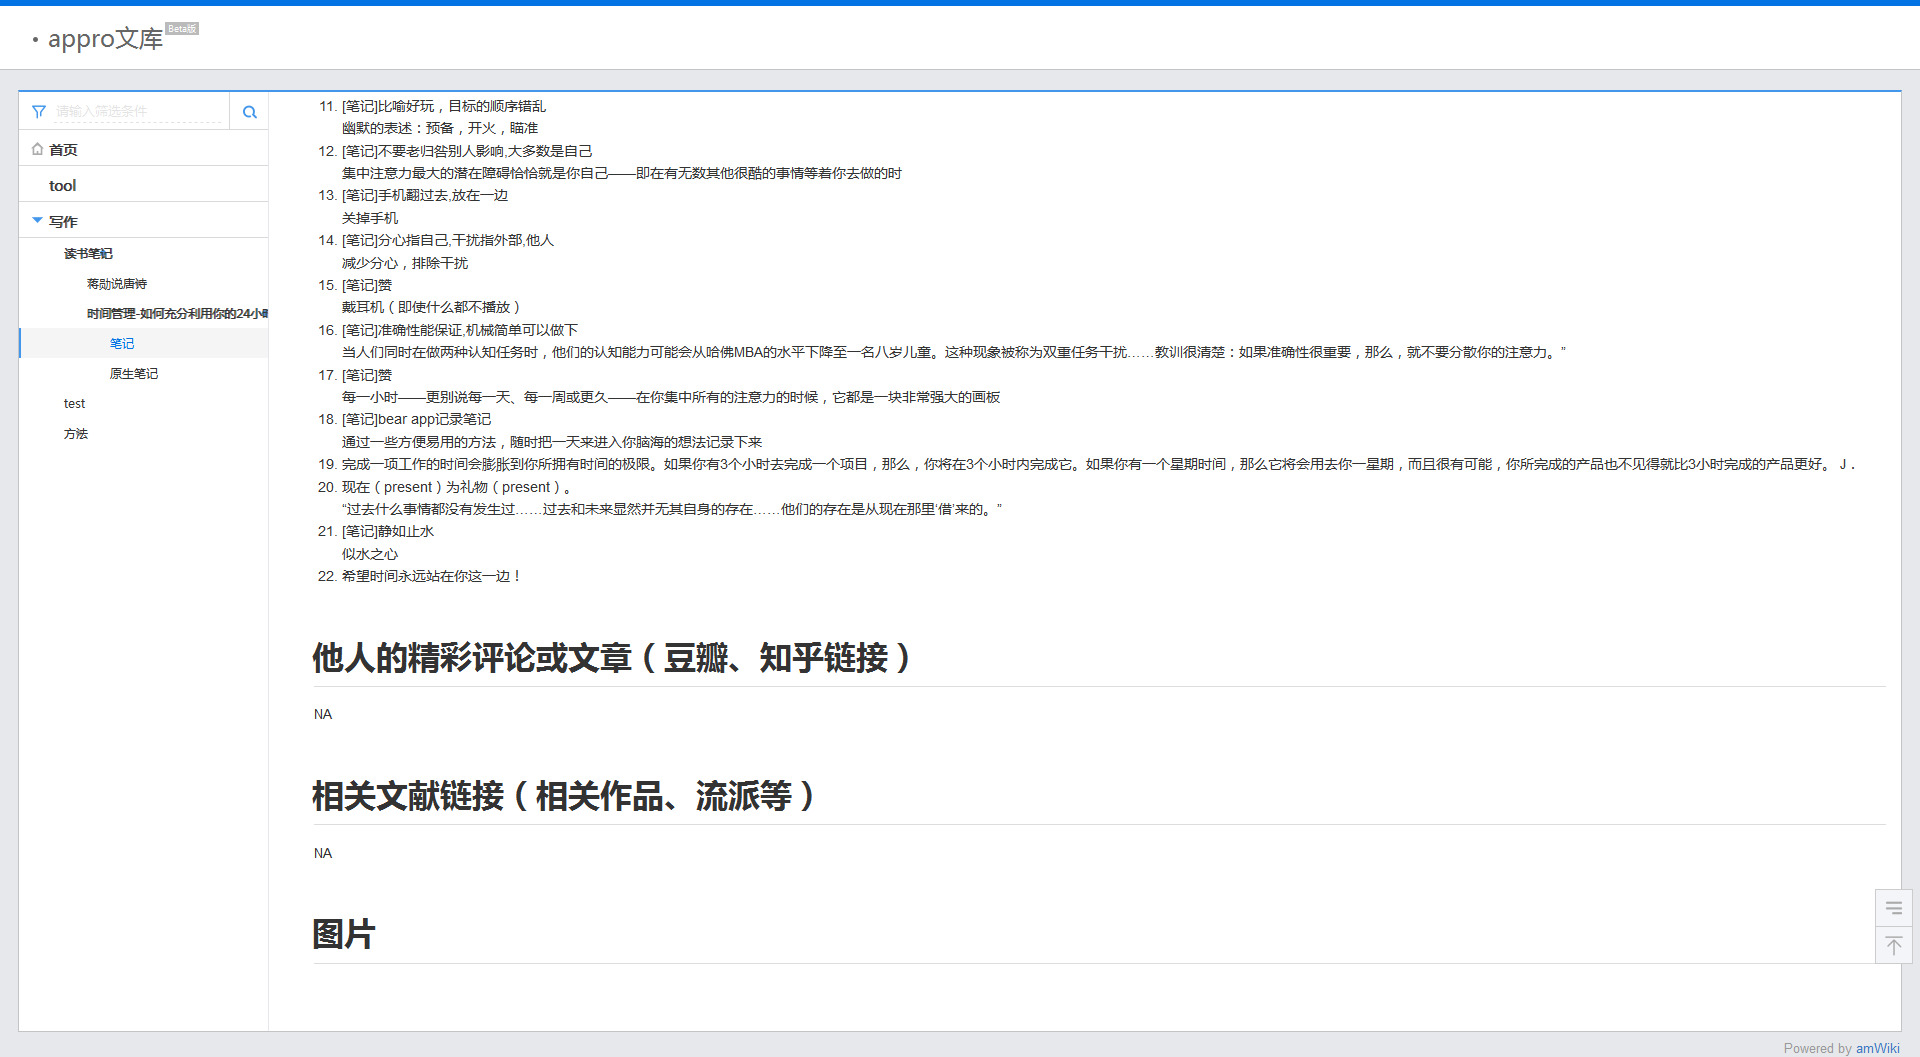 • appro文库 Beta版
请输入筛选条件
首页
tool
写作
读书笔记
蒋勋说唐诗
时间管理-如何充分利用你的24小时
笔记
原生笔记
test
方法
11. [笔记]比喻好玩，目标的顺序错乱
幽默的表述：预备，开火，瞄准
12. [笔记]不要老归咎别人影响,大多数是自己
集中注意力最大的潜在障碍恰恰就是你自己——即在有无数其他很酷的事情等着你去做的时
13. [笔记]手机翻过去,放在一边
关掉手机
14. [笔记]分心指自己,干扰指外部,他人
减少分心，排除干扰
15. [笔记]赞
戴耳机（即使什么都不播放）
16. [笔记]准确性能保证,机械简单可以做下
当人们同时在做两种认知任务时，他们的认知能力可能会从哈佛MBA的水平下降至一名八岁儿童。这种现象被称为双重任务干扰……教训很清楚：如果准确性很重要，那么，就不要分散你的注意力。”
17. [笔记]赞
每一小时——更别说每一天、每一周或更久——在你集中所有的注意力的时候，它都是一块非常强大的画板
18. [笔记]bear app记录笔记
通过一些方便易用的方法，随时把一天来进入你脑海的想法记录下来
19. 完成一项工作的时间会膨胀到你所拥有时间的极限。如果你有3个小时去完成一个项目，那么，你将在3个小时内完成它。如果你有一个星期时间，那么它将会用去你一星期，而且很有可能，你所完成的产品也不见得就比3小时完成的产品更好。 J．
20. 现在（present）为礼物（present）。
“过去什么事情都没有发生过……过去和未来显然并无其自身的存在……他们的存在是从现在那里‘借’来的。”
21. [笔记]静如止水
似水之心
22. 希望时间永远站在你这一边！
他人的精彩评论或文章（豆瓣、知乎链接）
NA
相关文献链接（相关作品、流派等）
NA
图片
Powered by amWiki